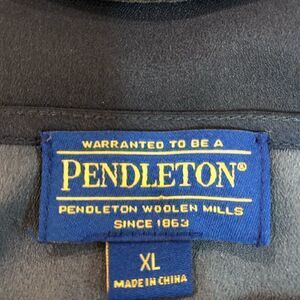 WARRANTED TO BE A
PENDLETON®
PENDLETON WOOLEN MILLS
SINCE 1863
XL
MADE IN CHINA